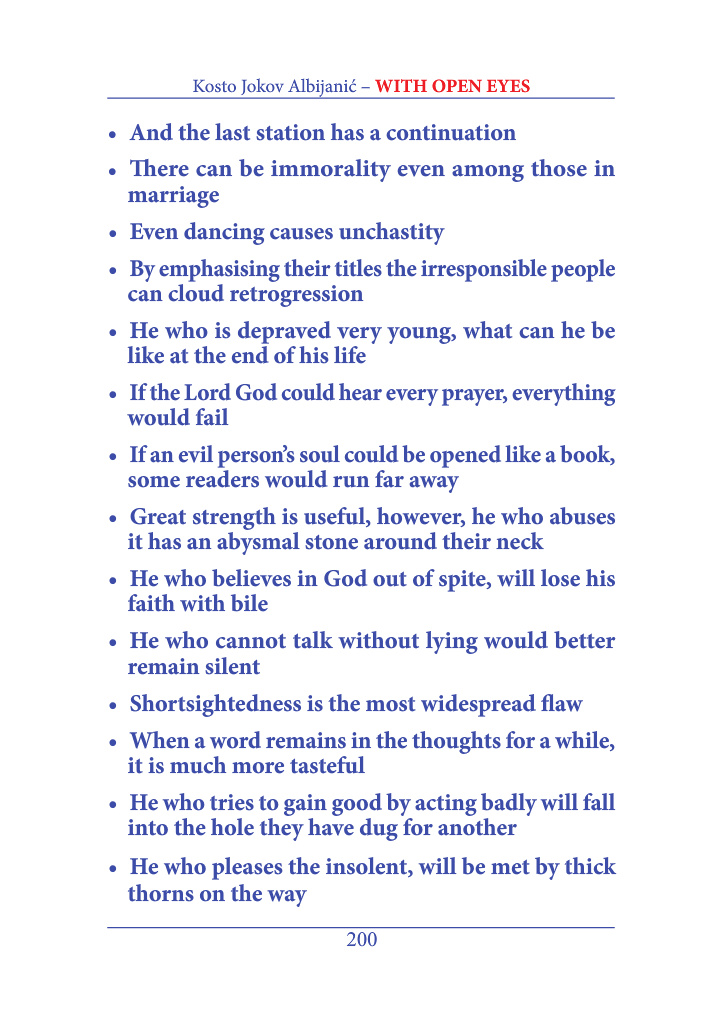 Kosto Jokov Albijanić – WITH OPEN EYES
• And the last station has a continuation
• There can be immorality even among those in
marriage
• Even dancing causes unchastity
• By emphasising their titles the irresponsible people
can cloud retrogression
• He who is depraved very young, what can he be
like at the end of his life
• If the Lord God could hear every prayer, everything
would fail
• If an evil person’s soul could be opened like a book,
some readers would run far away
• Great strength is useful, however, he who abuses
it has an abysmal stone around their neck
• He who believes in God out of spite, will lose his
faith with bile
• He who cannot talk without lying would better
remain silent
• Shortsightedness is the most widespread flaw
• When a word remains in the thoughts for a while,
it is much more tasteful
• He who tries to gain good by acting badly will fall
into the hole they have dug for another
• He who pleases the insolent, will be met by thick
thorns on the way
200